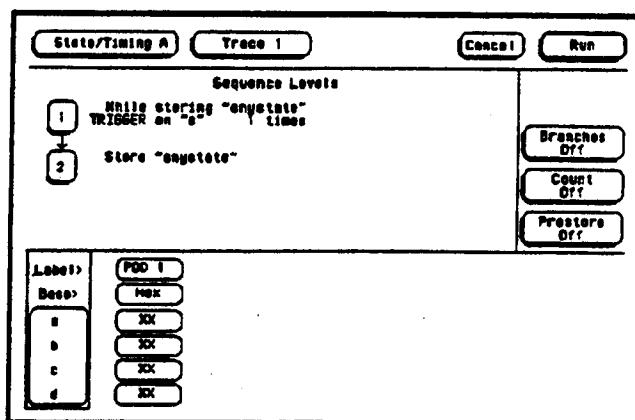 State/Timing A Trace 1 Cancel Run
Sequence Levels
1 While storing "anystate"
TRIGGER on "a" 1 times
2 Store "anystate"
Branches
Off
Count
Off
Prestore
Off
Label> POD 1
Base> Hex
a XX
b XX
c XX
d XX